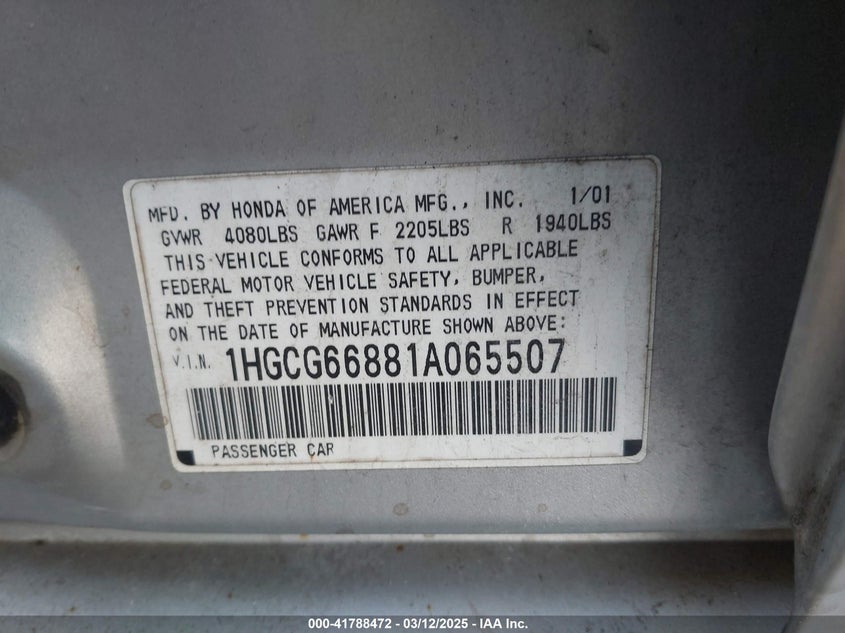 MFD. BY HONDA OF AMERICA MFG., INC. 1/01
GVWR 4080LBS GAWR F 2205LBS R 1940LBS
THIS VEHICLE CONFORMS TO ALL APPLICABLE
FEDERAL MOTOR VEHICLE SAFETY, BUMPER,
AND THEFT PREVENTION STANDARDS IN EFFECT
ON THE DATE OF MANUFACTURE SHOWN ABOVE:
V.I.N. 1HGCG66881A065507
PASSENGER CAR
000-41788472 - 03/12/2025 - IAA Inc.